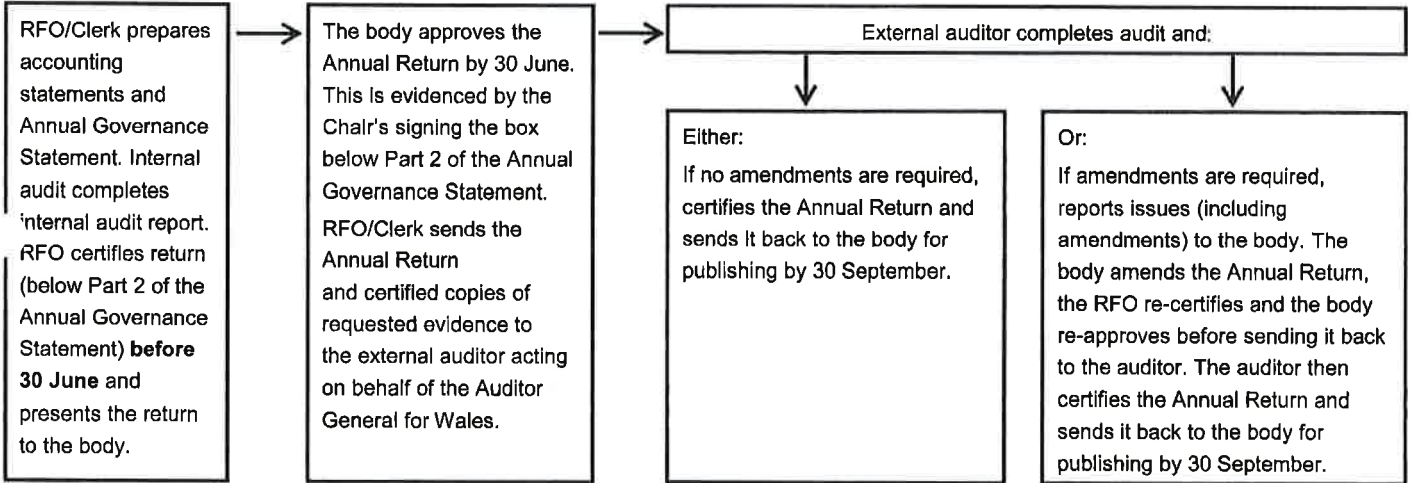 RFO/Clerk prepares
accounting
statements and
Annual Governance
Statement. Internal
audit completes
internal audit report.
RFO certifies return
(below Part 2 of the
Annual Governance
Statement) before
30 June and
presents the return
to the body.
The body approves the
Annual Return by 30 June.
This is evidenced by the
Chair's signing the box
below Part 2 of the Annual
Governance Statement.
RFO/Clerk sends the
Annual Return
and certified copies of
requested evidence to
the external auditor acting
on behalf of the Auditor
General for Wales.
External auditor completes audit and:
Either:
If no amendments are required,
certifies the Annual Return and
sends it back to the body for
publishing by 30 September.
Or:
If amendments are required,
reports issues (including
amendments) to the body. The
body amends the Annual Return,
the RFO re-certifies and the body
re-approves before sending it back
to the auditor. The auditor then
certifies the Annual Return and
sends it back to the body for
publishing by 30 September.